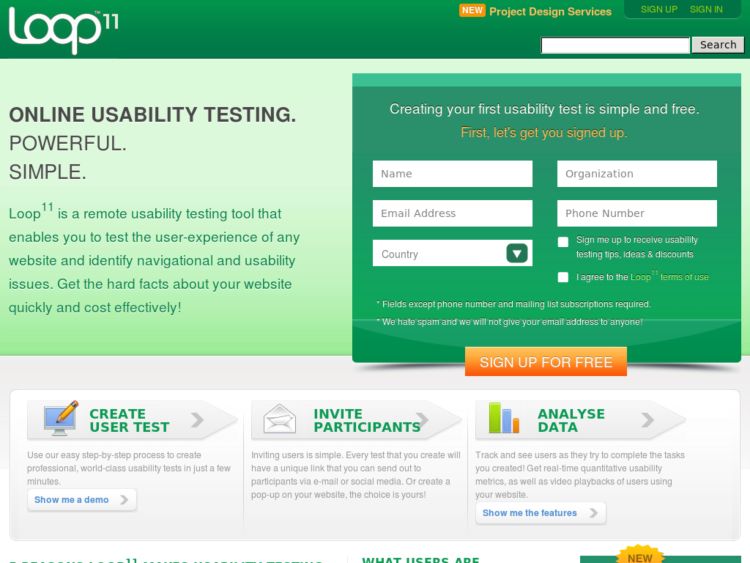 Loop11™
NEW Project Design Services
SIGN UP SIGN IN
Search
ONLINE USABILITY TESTING.
POWERFUL.
SIMPLE.
Loop11 is a remote usability testing tool that
enables you to test the user-experience of any
website and identify navigational and usability
issues. Get the hard facts about your website
quickly and cost effectively!
Creating your first usability test is simple and free.
First, let's get you signed up.
Name
Organization
Email Address
Phone Number
Country
Sign me up to receive usability
testing tips, ideas & discounts
I agree to the Loop11 terms of use
* Fields except phone number and mailing list subscriptions required.
* We hate spam and we will not give your email address to anyone!
SIGN UP FOR FREE
CREATE
USER TEST
Use our easy step-by-step process to create
professional, world-class usability tests in just a few
minutes.
Show me a demo
INVITE
PARTICIPANTS
Inviting users is simple. Every test that you create will
have a unique link that you can send out to
participants via e-mail or social media. Or create a
pop-up on your website, the choice is yours!
ANALYSE
DATA
Track and see users as they try to complete the tasks
you created! Get real-time quantitative usability
metrics, as well as video playbacks of users using
your website.
Show me the features
WHAT USERS ARE
NEW